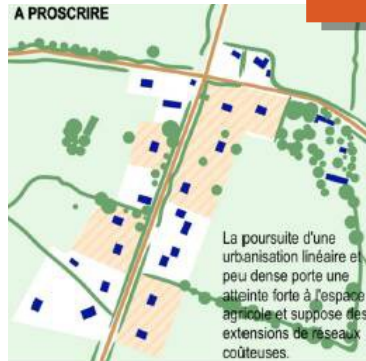 A PROSCRIRE
La poursuite d'une
urbanisation linéaire et
peu dense porte une
atteinte forte à l'espace
agricole et suppose des
extensions de réseaux
coûteuses.